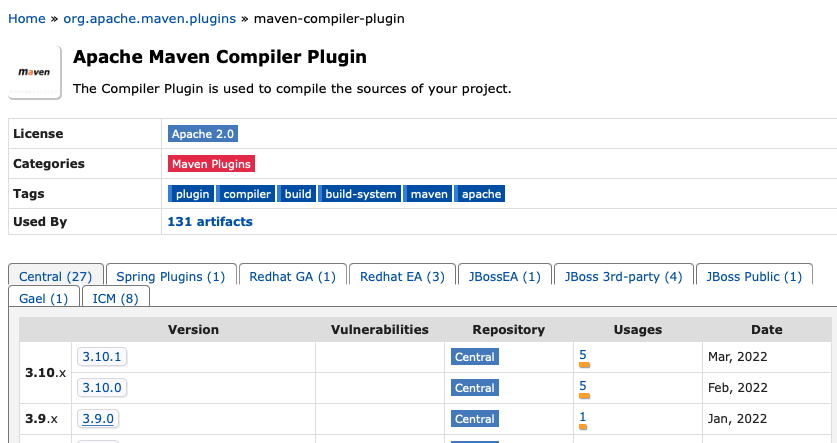 Home » org.apache.maven.plugins » maven-compiler-plugin
maven
Apache Maven Compiler Plugin
The Compiler Plugin is used to compile the sources of your project.
License Apache 2.0
Categories Maven Plugins
Tags plugin compiler build build-system maven apache
Used By 131 artifacts
Central (27) Spring Plugins (1) Redhat GA (1) Redhat EA (3) JBossEA (1) JBoss 3rd-party (4) JBoss Public (1)
Gael (1) ICM (8)
Version Vulnerabilities Repository Usages Date
3.10.x 3.10.1 Central 5 Mar, 2022
3.10.0 Central 5 Feb, 2022
3.9.x 3.9.0 Central 1 Jan, 2022